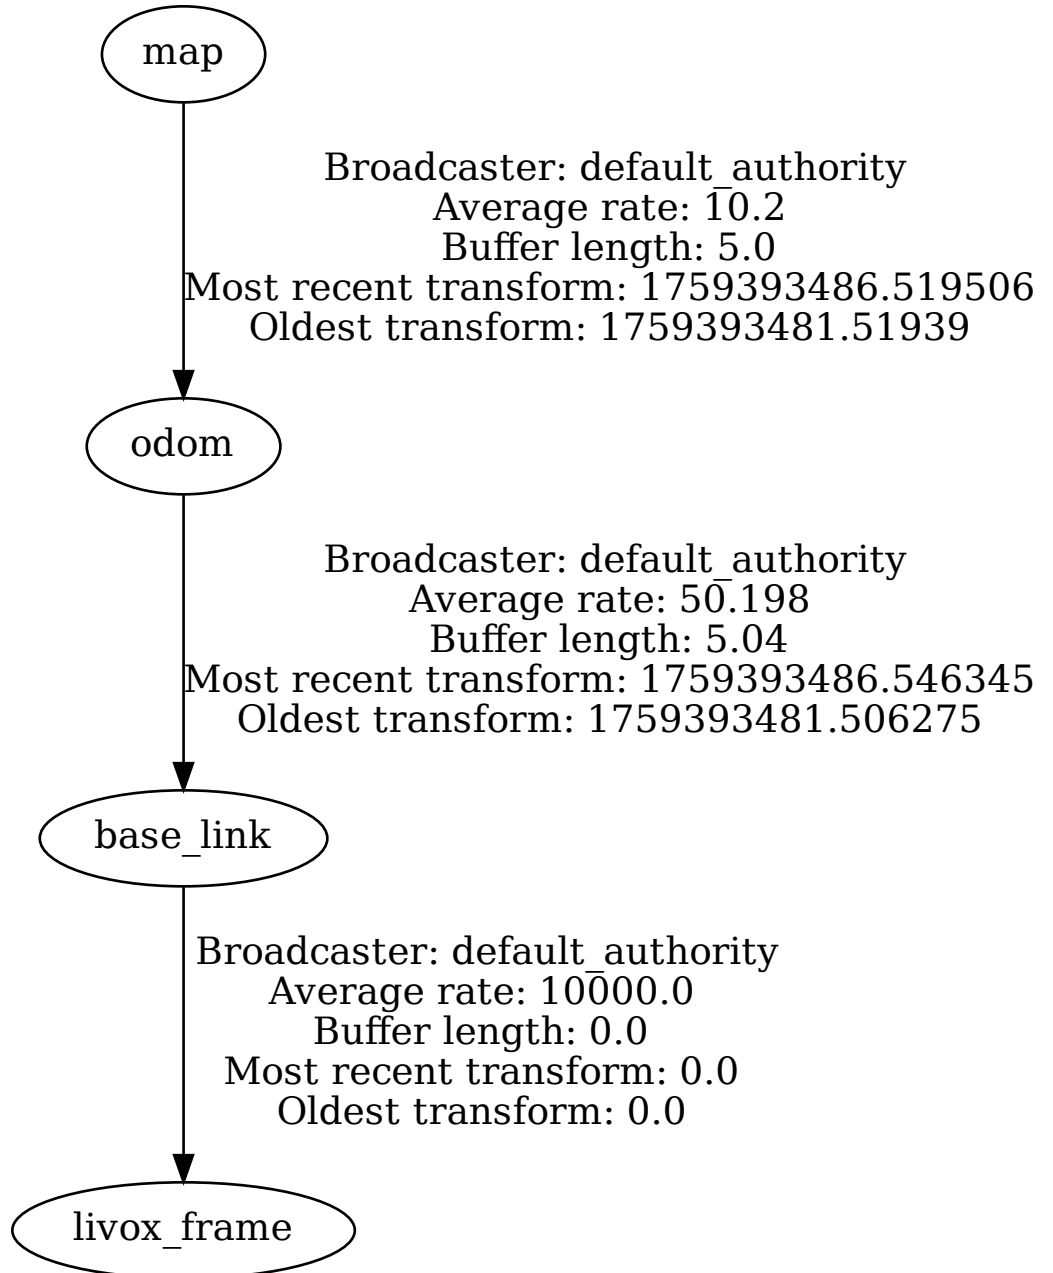 map
Broadcaster: default_authority
Average rate: 10.2
Buffer length: 5.0
Most recent transform: 1759393486.519506
Oldest transform: 1759393481.51939
odom
Broadcaster: default_authority
Average rate: 50.198
Buffer length: 5.04
Most recent transform: 1759393486.546345
Oldest transform: 1759393481.506275
base_link
Broadcaster: default_authority
Average rate: 10000.0
Buffer length: 0.0
Most recent transform: 0.0
Oldest transform: 0.0
livox_frame